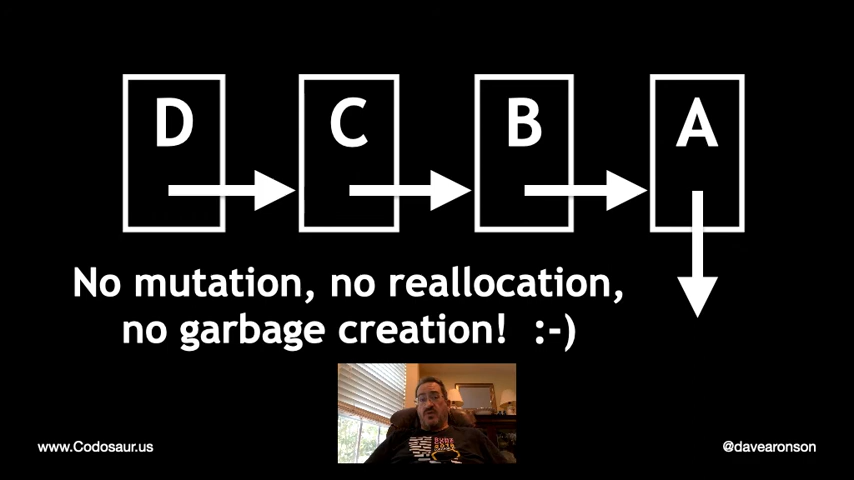 D C B A
No mutation, no reallocation,
no garbage creation!  :-)
www.Codosaur.us
@davearonson